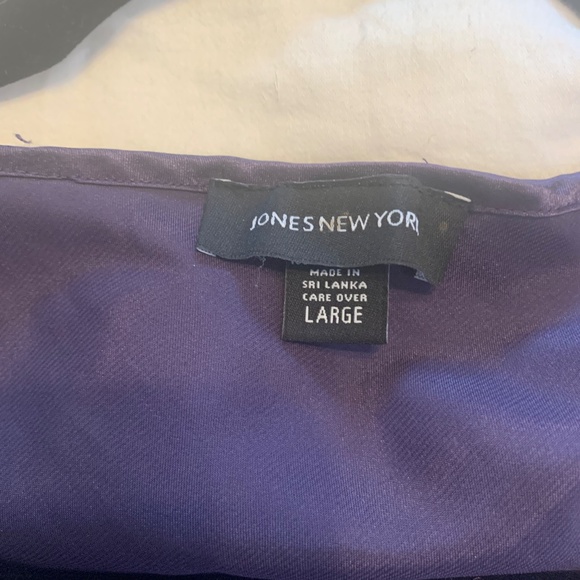 JONES NEW YORK
MADE IN
SRI LANKA
CARE OVER
LARGE